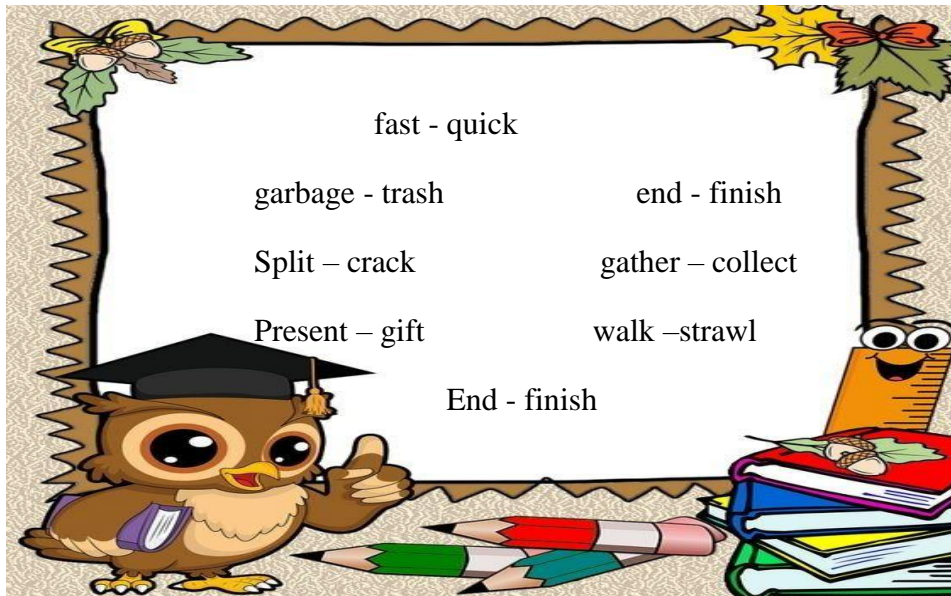 fast - quick
garbage - trash end - finish
Split – crack gather – collect
Present – gift walk –strawl
End - finish